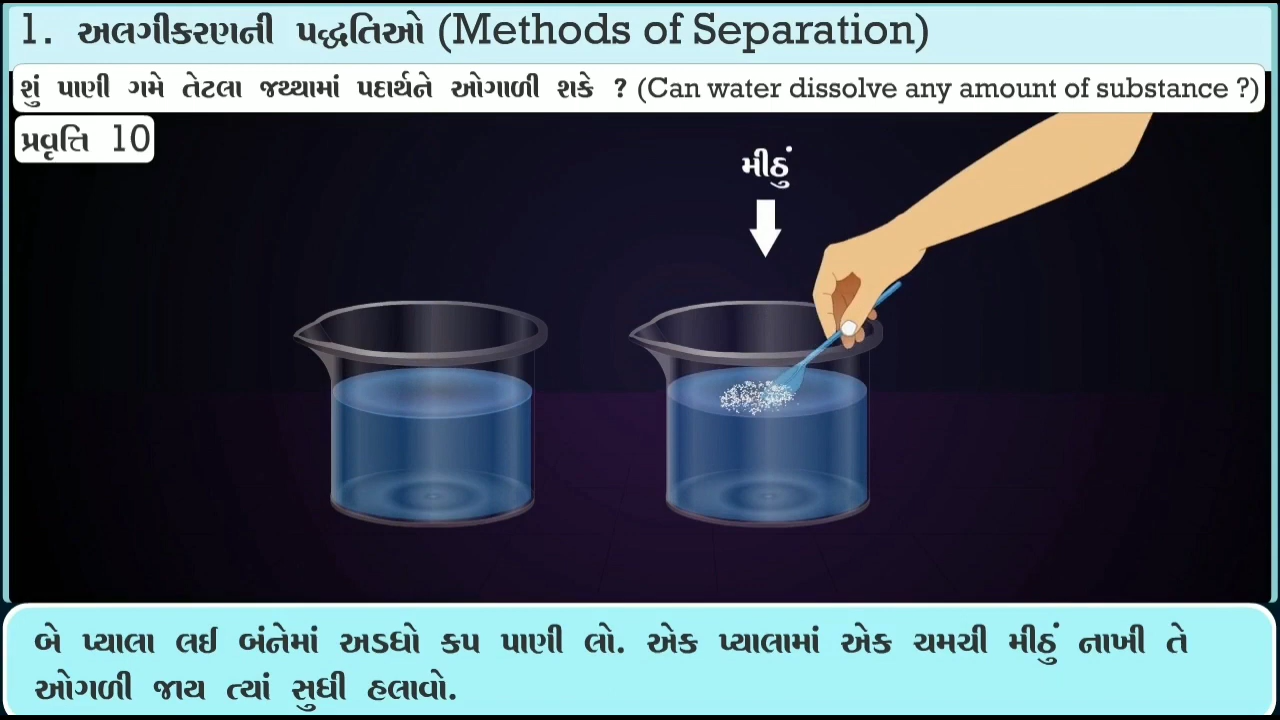 1. અલગીકરણની પદ્ધતિઓ (Methods of Separation)
શું પાણી ગમે તેટલા જથ્થામાં પદાર્થને ઓગાળી શકે ? (Can water dissolve any amount of substance ?)
પ્રવૃત્તિ 10
મીઠું
બે પ્યાલા લઈ બંનેમાં અડધો કપ પાણી લો. એક પ્યાલામાં એક ચમચી મીઠું નાખી તે
ઓગળી જાય ત્યાં સુધી હલાવો.